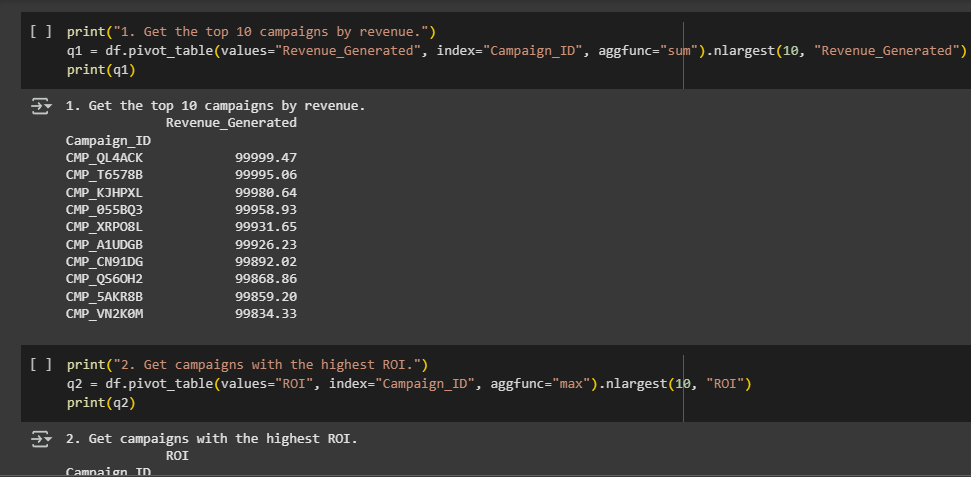 [ ] print("1. Get the top 10 campaigns by revenue.")
q1 = df.pivot_table(values="Revenue_Generated", index="Campaign_ID", aggfunc="sum").nlargest(10, "Revenue_Generated")
print(q1)
1. Get the top 10 campaigns by revenue.
Revenue_Generated
Campaign_ID
CMP_QL4ACK 99999.47
CMP_T6578B 99995.06
CMP_KJHPXL 99980.64
CMP_055BQ3 99958.93
CMP_XRPO8L 99931.65
CMP_A1UDGB 99926.23
CMP_CN91DG 99892.02
CMP_QS6OH2 99868.86
CMP_5AKR8B 99859.20
CMP_VN2K0M 99834.33
[ ] print("2. Get campaigns with the highest ROI.")
q2 = df.pivot_table(values="ROI", index="Campaign_ID", aggfunc="max").nlargest(10, "ROI")
print(q2)
2. Get campaigns with the highest ROI.
ROI
Campaign_ID